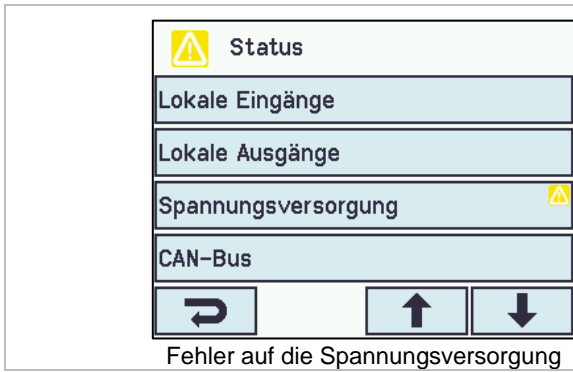 Status
Lokale Eingänge
Lokale Ausgänge
Spannungsversorgung
CAN-Bus
Fehler auf die Spannungsversorgung